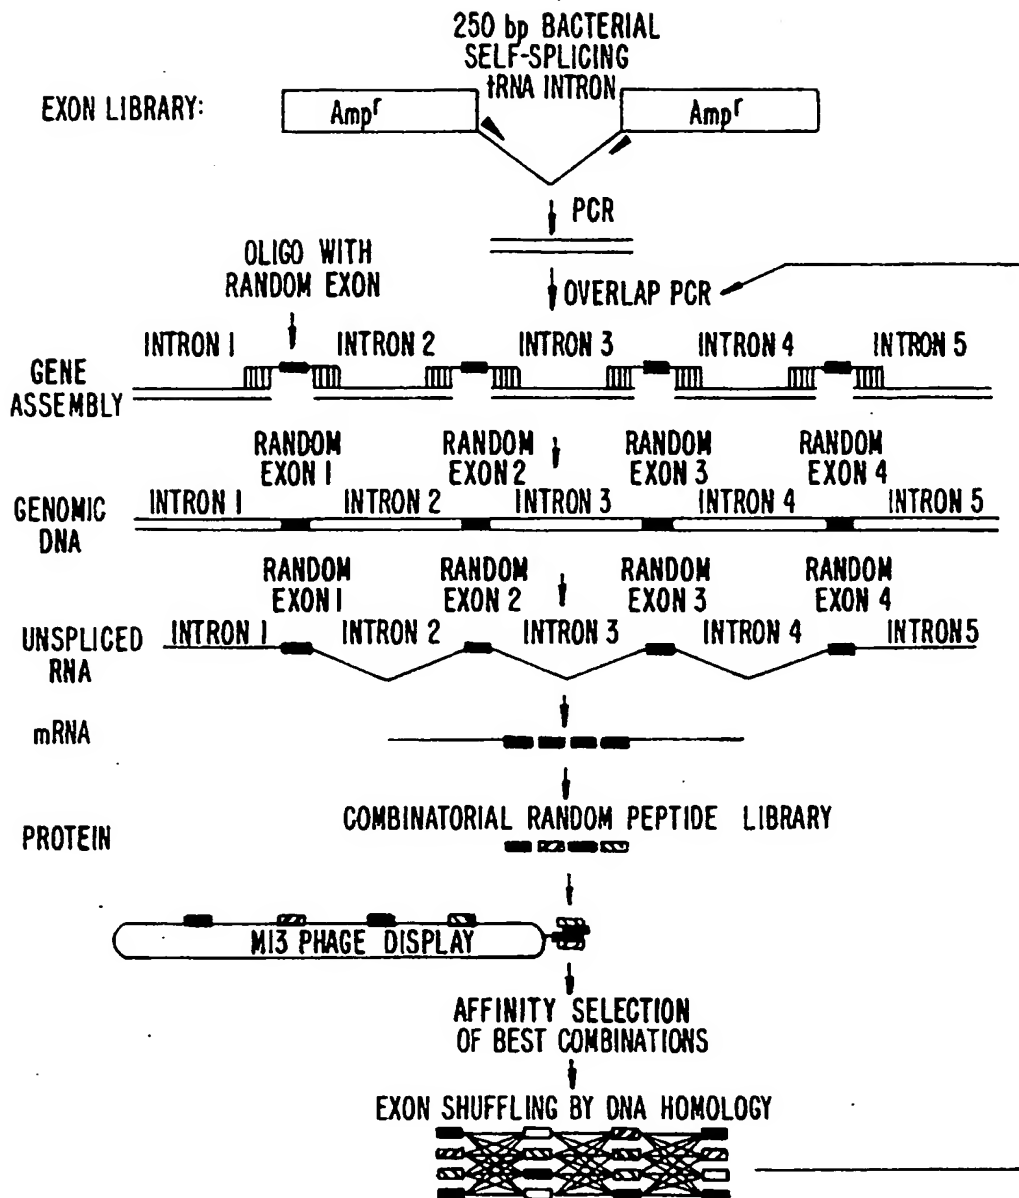 250 bp BACTERIAL
SELF-SPLICING
tRNA INTRON
EXON LIBRARY:
Ampʳ
Ampʳ
PCR
OLIGO WITH
RANDOM EXON
OVERLAP PCR
INTRON 1
INTRON 2
INTRON 3
INTRON 4
INTRON 5
GENE
ASSEMBLY
RANDOM
EXON 1
RANDOM
EXON 2
RANDOM
EXON 3
RANDOM
EXON 4
INTRON 1
INTRON 2
INTRON 3
INTRON 4
INTRON 5
GENOMIC
DNA
RANDOM
EXON 1
RANDOM
EXON 2
RANDOM
EXON 3
RANDOM
EXON 4
INTRON 1
INTRON 2
INTRON 3
INTRON 4
INTRON 5
UNSPLICED
RNA
mRNA
COMBINATORIAL RANDOM PEPTIDE LIBRARY
PROTEIN
M13 PHAGE DISPLAY
AFFINITY SELECTION
OF BEST COMBINATIONS
EXON SHUFFLING BY DNA HOMOLOGY